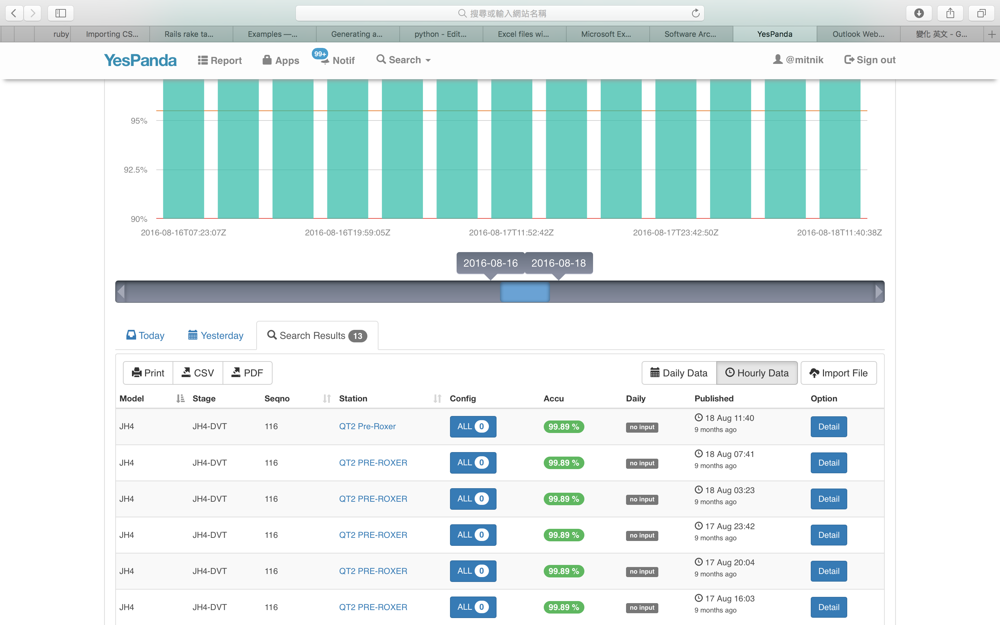 搜尋或輸入網站名稱
ruby Importing CS... Rails rake ta... Examples —... Generating a... python - Edit... Excel files wi... Microsoft Ex... Software Arc... YesPanda Outlook Web... 變化 英文 - G...
YesPanda Report Apps 99+ Notif Search @mitnik Sign out
95%
92.5%
90%
2016-08-16T07:23:07Z 2016-08-16T19:59:05Z 2016-08-17T11:52:42Z 2016-08-17T23:42:50Z 2016-08-18T11:40:38Z
2016-08-16 2016-08-18
Today Yesterday Search Results 13
Print CSV PDF Daily Data Hourly Data Import File
Model Stage Seqno Station Config Accu Daily Published Option
JH4 JH4-DVT 116 QT2 Pre-Roxer ALL 0 99.89 % no input 18 Aug 11:40 Detail
9 months ago
JH4 JH4-DVT 116 QT2 PRE-ROXER ALL 0 99.89 % no input 18 Aug 07:41 Detail
9 months ago
JH4 JH4-DVT 116 QT2 PRE-ROXER ALL 0 99.89 % no input 18 Aug 03:23 Detail
9 months ago
JH4 JH4-DVT 116 QT2 PRE-ROXER ALL 0 99.89 % no input 17 Aug 23:42 Detail
9 months ago
JH4 JH4-DVT 116 QT2 PRE-ROXER ALL 0 99.89 % no input 17 Aug 20:04 Detail
9 months ago
JH4 JH4-DVT 116 QT2 PRE-ROXER ALL 0 99.89 % no input 17 Aug 16:03 Detail
9 months ago